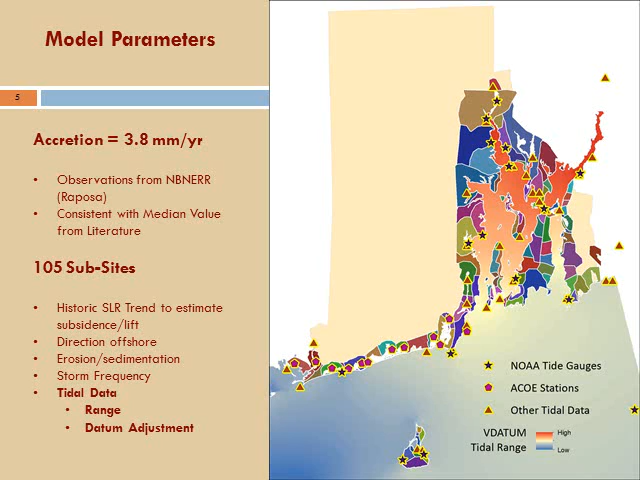 Model Parameters
5
Accretion = 3.8 mm/yr
• Observations from NBNERR
(Raposa)
• Consistent with Median Value
from Literature
105 Sub-Sites
• Historic SLR Trend to estimate
subsidence/lift
• Direction offshore
• Erosion/sedimentation
• Storm Frequency
• Tidal Data
• Range
• Datum Adjustment
NOAA Tide Gauges
ACOE Stations
Other Tidal Data
VDATUM
Tidal Range
High
Low